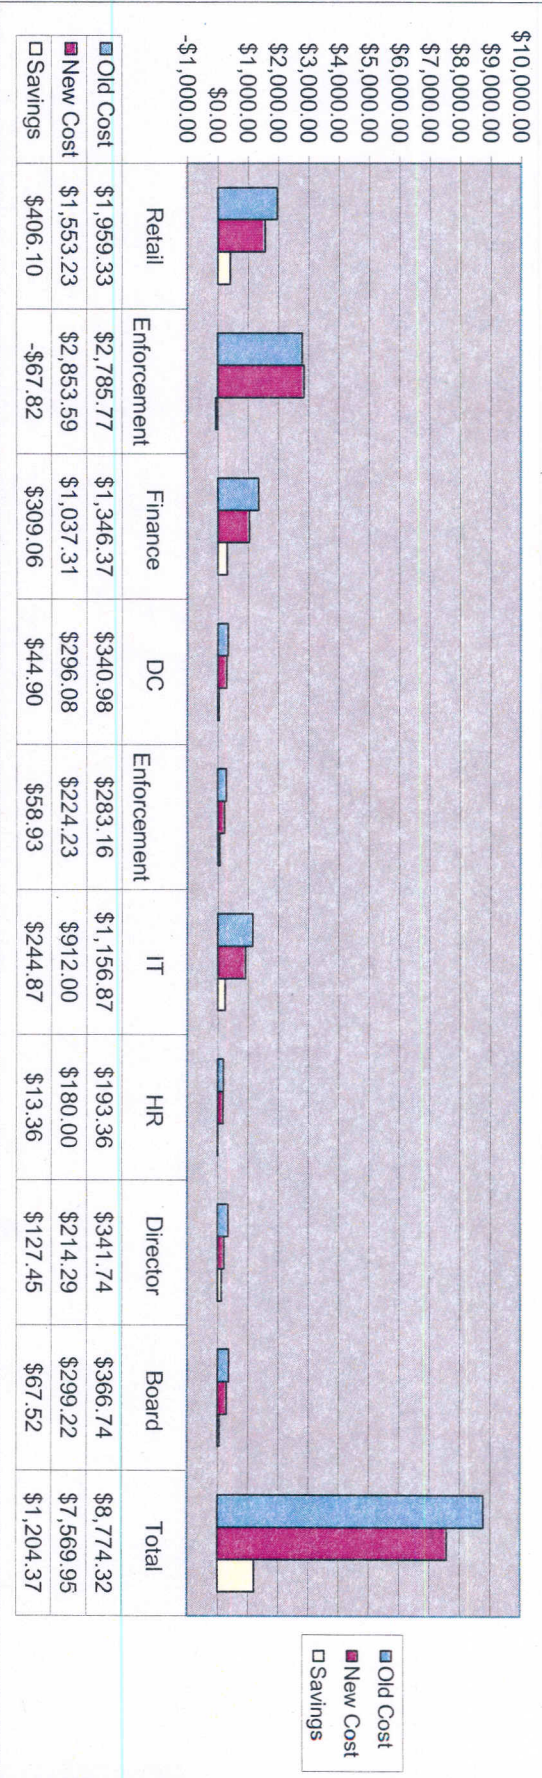 $10,000.00
$9,000.00
$8,000.00
$7,000.00
$6,000.00
$5,000.00
$4,000.00
$3,000.00
$2,000.00
$1,000.00
$0.00
-$1,000.00
Retail Enforcement Finance DC Enforcement IT HR Director Board Total
Old Cost $1,959.33 $2,785.77 $1,346.37 $340.98 $283.16 $1,156.87 $193.36 $341.74 $366.74 $8,774.32
New Cost $1,553.23 $2,853.59 $1,037.31 $296.08 $224.23 $912.00 $180.00 $214.29 $299.22 $7,569.95
Savings $406.10 -$67.82 $309.06 $44.90 $58.93 $244.87 $13.36 $127.45 $67.52 $1,204.37
Old Cost
New Cost
Savings